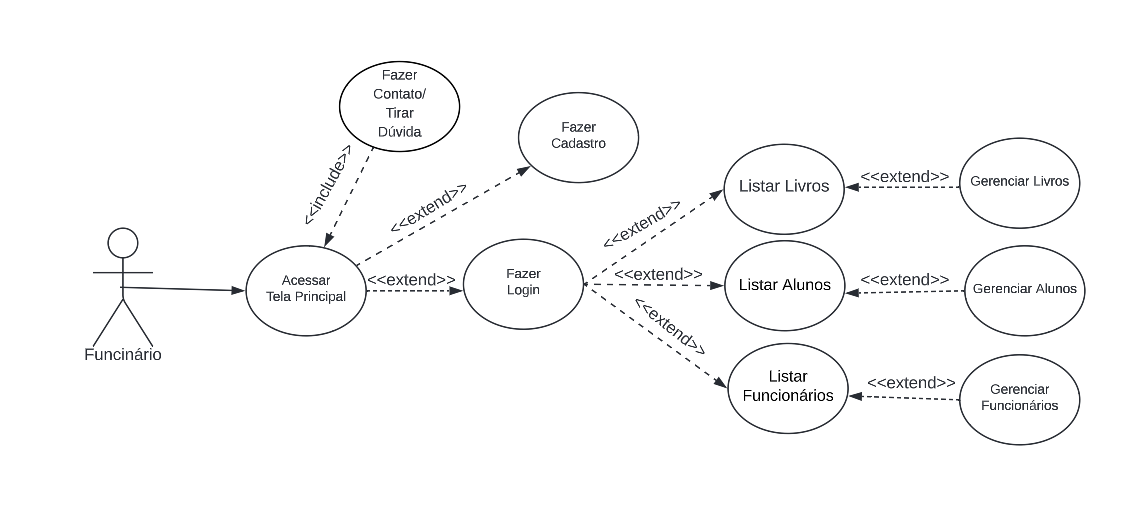 Fazer
Contato/
Tirar
Dúvida
<<include>>
Fazer
Cadastro
<<extend>>
Funcinário
Acessar
Tela Principal
<<extend>>
Fazer
Login
<<extend>>
Listar Livros
<<extend>>
Gerenciar Livros
<<extend>>
Listar Alunos
<<extend>>
Gerenciar Alunos
<<extend>>
Listar
Funcionários
<<extend>>
Gerenciar
Funcionários